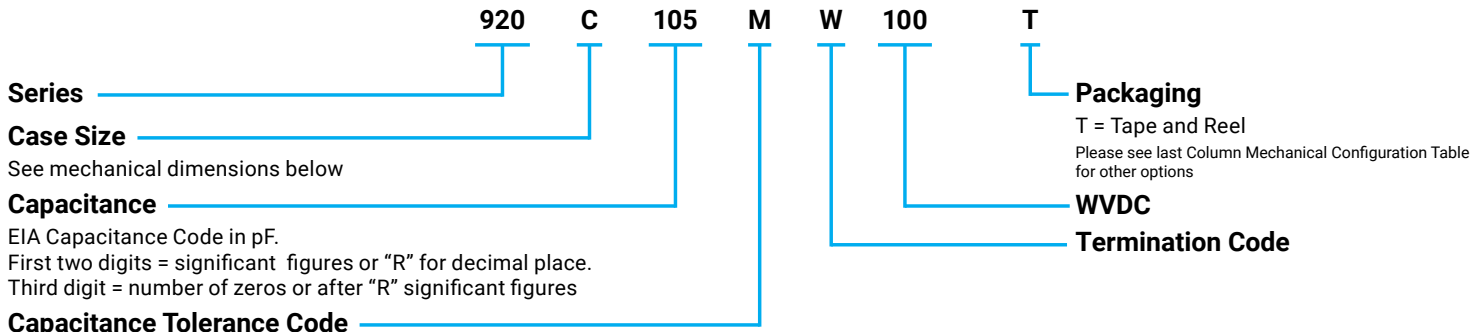 920 C 105 M W 100 T
Series
Case Size
See mechanical dimensions below
Capacitance
EIA Capacitance Code in pF.
First two digits = significant figures or “R” for decimal place.
Third digit = number of zeros or after “R” significant figures
Capacitance Tolerance Code
Packaging
T = Tape and Reel
Please see last Column Mechanical Configuration Table
for other options
WVDC
Termination Code